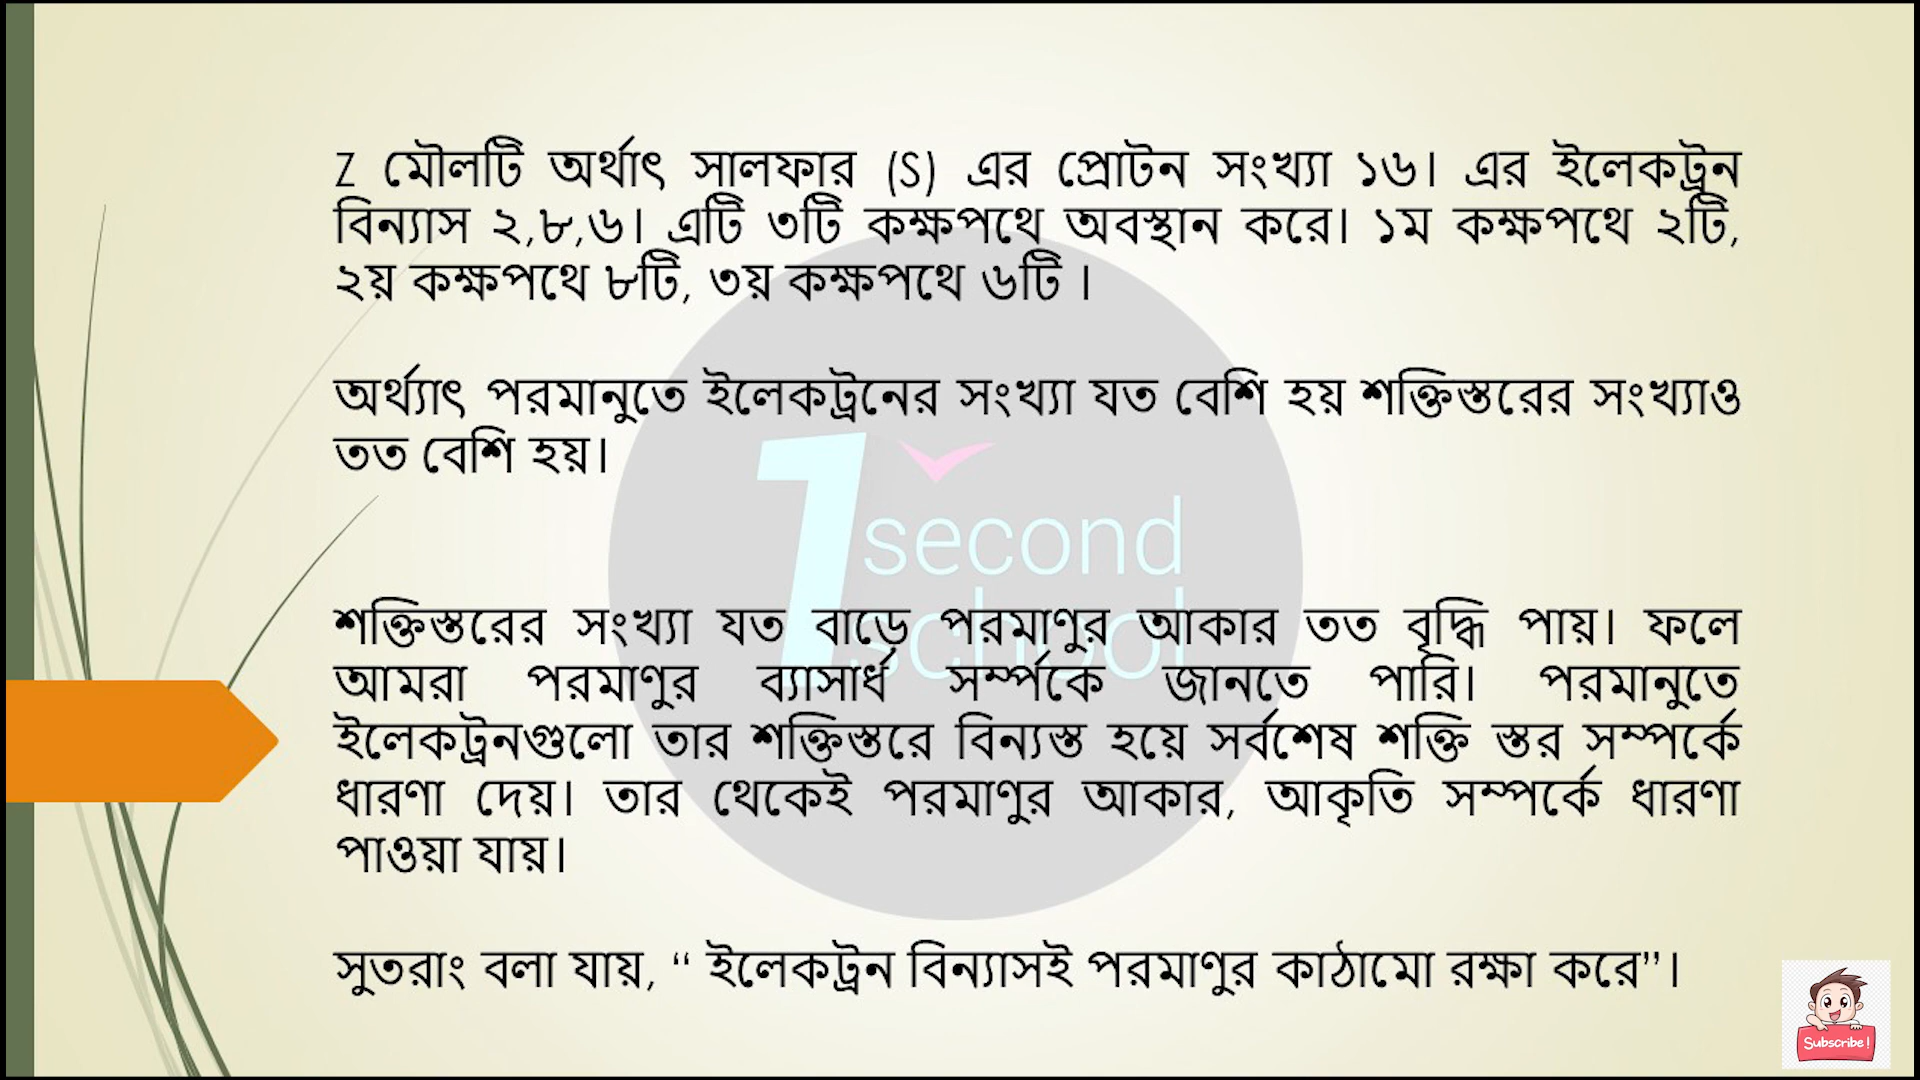 Z মৌলটি অর্থাৎ সালফার (S) এর প্রোটন সংখ্যা ১৬। এর ইলেকট্রন
বিন্যাস ২,৮,৬। এটি ৩টি কক্ষপথে অবস্থান করে। ১ম কক্ষপথে ২টি,
২য় কক্ষপথে ৮টি, ৩য় কক্ষপথে ৬টি ।
অর্থ্যাৎ পরমানুতে ইলেকট্রনের সংখ্যা যত বেশি হয় শক্তিস্তরের সংখ্যাও
তত বেশি হয়।
1 second
school
শক্তিস্তরের সংখ্যা যত বাড়ে পরমাণুর আকার তত বৃদ্ধি পায়। ফলে
আমরা পরমাণুর ব্যাসার্ধ সর্ম্পকে জানতে পারি। পরমানুতে
ইলেকট্রনগুলো তার শক্তিস্তরে বিন্যস্ত হয়ে সর্বশেষ শক্তি স্তর সম্পর্কে
ধারণা দেয়। তার থেকেই পরমাণুর আকার, আকৃতি সম্পর্কে ধারণা
পাওয়া যায়।
সুতরাং বলা যায়, “ ইলেকট্রন বিন্যাসই পরমাণুর কাঠামো রক্ষা করে”।
Subscribe!